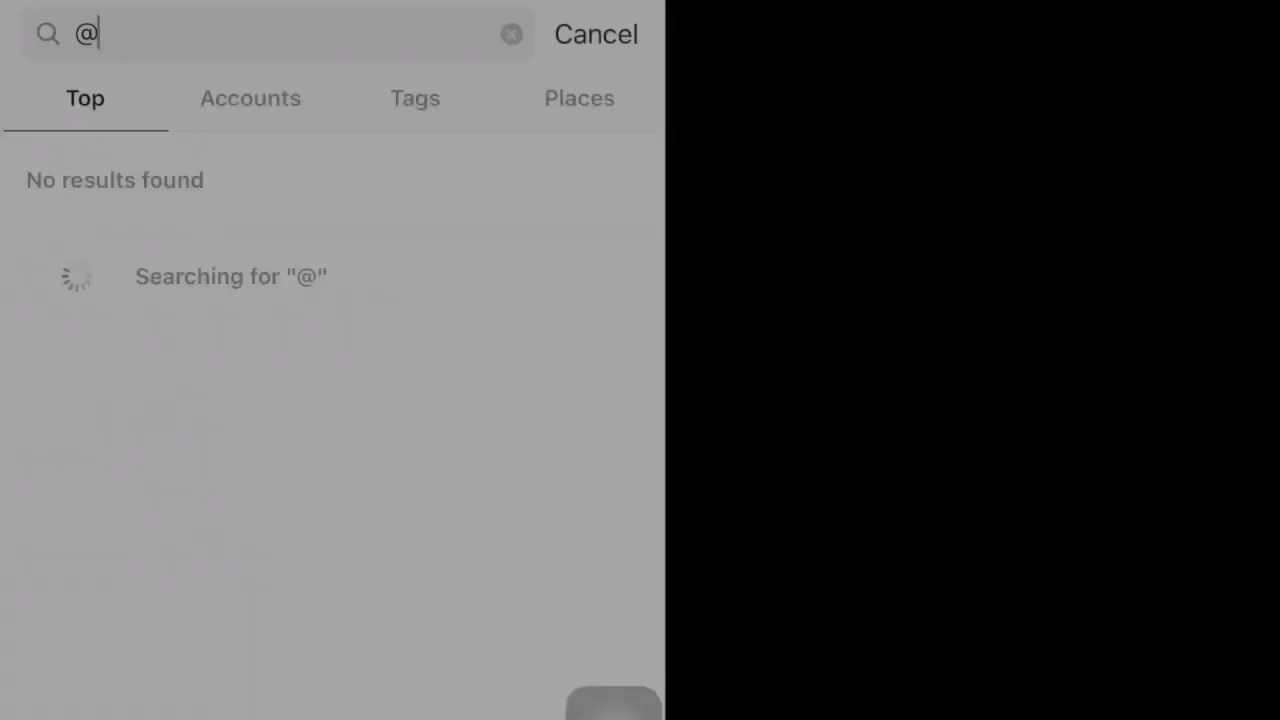 @
Cancel
Top Accounts Tags Places
No results found
Searching for "@"